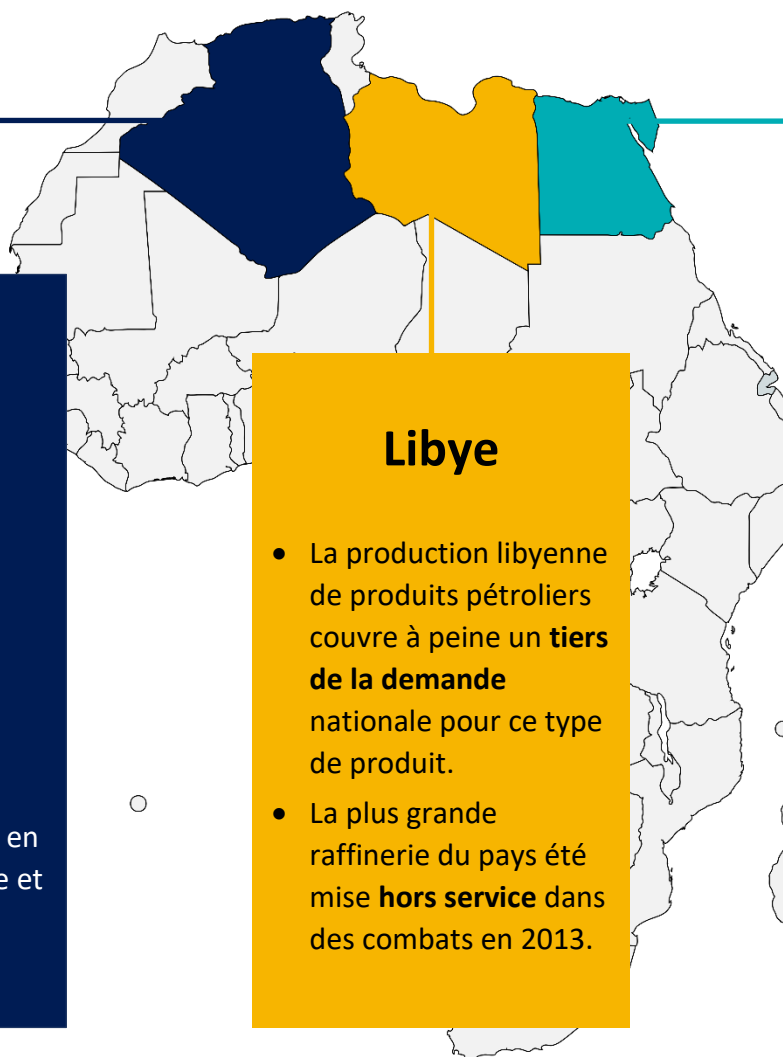 en
e et
Libye
• La production libyenne
de produits pétroliers
couvre à peine un tiers
de la demande
nationale pour ce type
de produit.
• La plus grande
raffinerie du pays été
mise hors service dans
des combats en 2013.